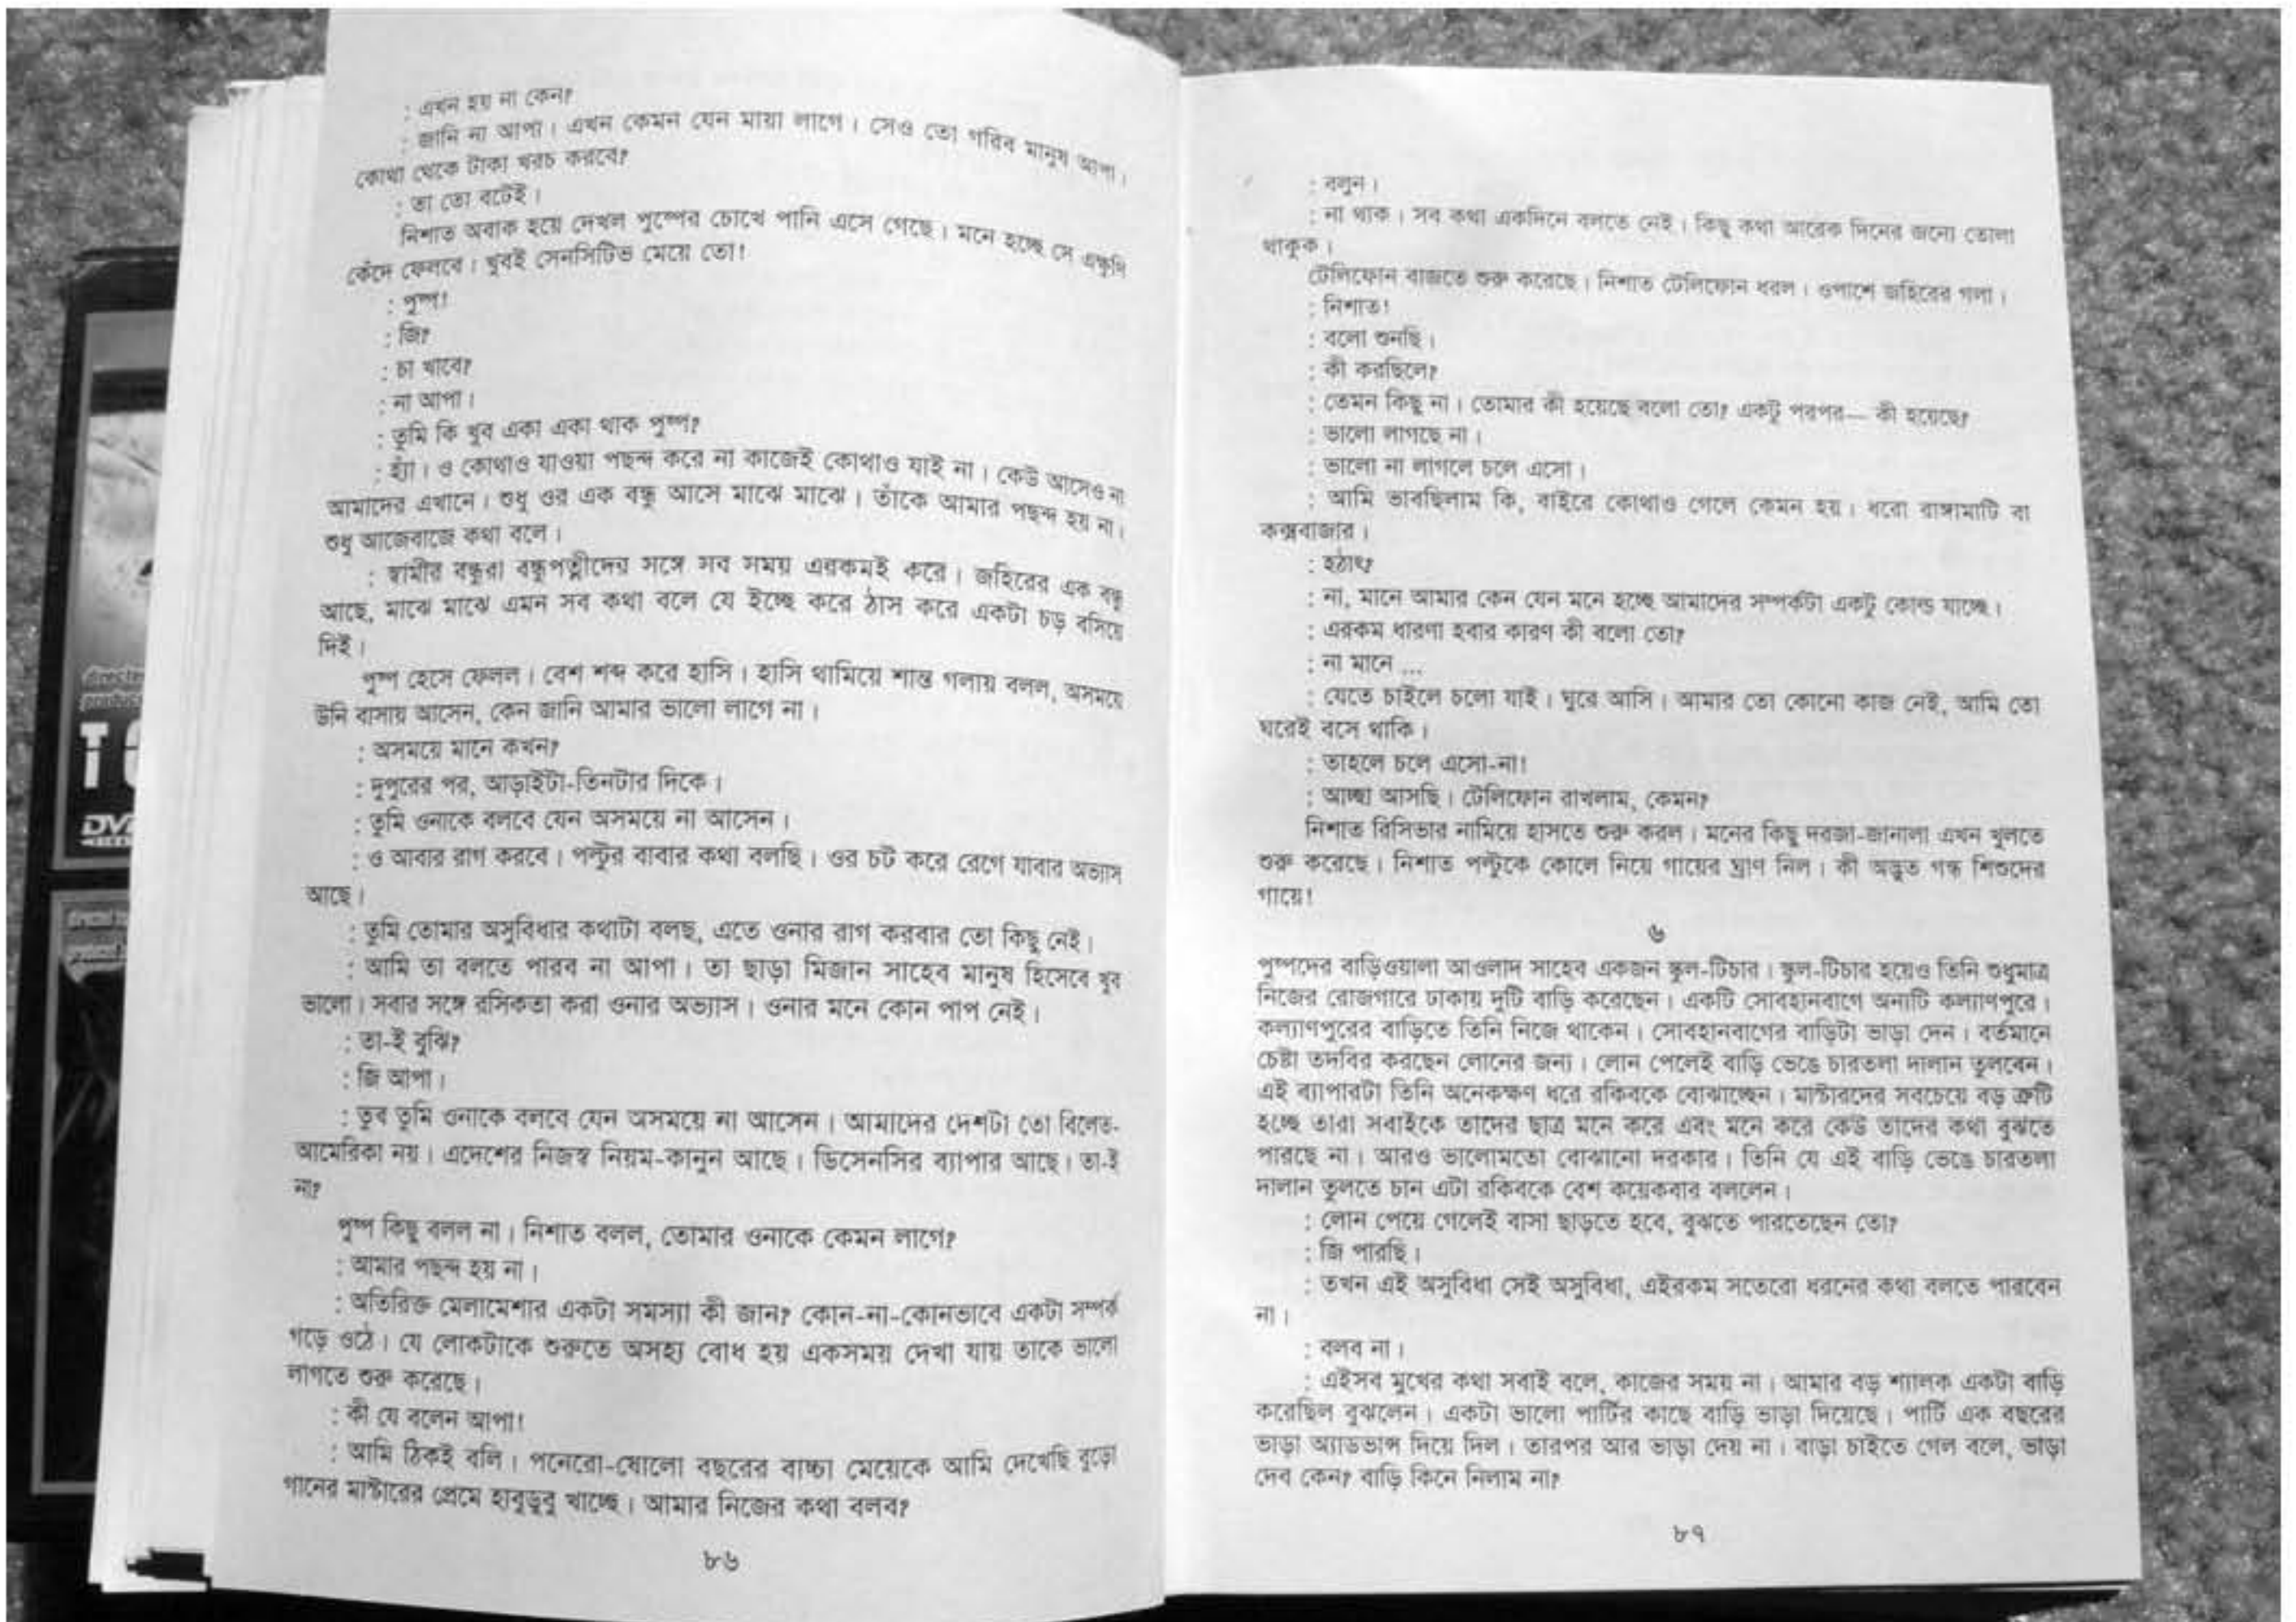 : এখন হয় না কেন?
: জানি না আপা। এখন কেমন যেন মায়া লাগে। সেও তো গরিব মানুষ আপা।
কোথা থেকে টাকা খরচ করবে?
: তা তো বটেই।
নিশাত অবাক হয়ে দেখল পুষ্পের চোখে পানি এসে গেছে। মনে হচ্ছে সে এক্ষুণি
কেঁদে ফেলবে। খুবই সেনসিটিভ মেয়ে তো!
: পুষ্প!
: জি?
: চা খাবে?
: না আপা।
: তুমি কি খুব একা একা থাক পুষ্প?
: হ্যাঁ। ও কোথাও যাওয়া পছন্দ করে না কাজেই কোথাও যাই না। কেউ আসেও না
আমাদের এখানে। শুধু ওর এক বন্ধু আসে মাঝে মাঝে। তাঁকে আমার পছন্দ হয় না।
শুধু আজেবাজে কথা বলে।
: স্বামীর বন্ধুরা বন্ধুপত্নীদের সঙ্গে সব সময় এরকমই করে। জহিরের এক বন্ধু
আছে, মাঝে মাঝে এমন সব কথা বলে যে ইচ্ছে করে ঠাস করে একটা চড় বসিয়ে
দিই।
পুষ্প হেসে ফেলল। বেশ শব্দ করে হাসি। হাসি থামিয়ে শান্ত গলায় বলল, অসময়ে
উনি বাসায় আসেন, কেন জানি আমার ভালো লাগে না।
: অসময়ে মানে কখন?
: দুপুরের পর, আড়াইটা-তিনটার দিকে।
: তুমি ওনাকে বলবে যেন অসময়ে না আসেন।
: ও আবার রাগ করবে। পল্টুর বাবার কথা বলছি। ওর চট করে রেগে যাবার অভ্যাস
আছে।
: তুমি তোমার অসুবিধার কথাটা বলছ, এতে ওনার রাগ করবার তো কিছু নেই।
: আমি তা বলতে পারব না আপা। তা ছাড়া মিজান সাহেব মানুষ হিসেবে খুব
ভালো। সবার সঙ্গে রসিকতা করা ওনার অভ্যাস। ওনার মনে কোন পাপ নেই।
: তা-ই বুঝি?
: জি আপা।
: তুব তুমি ওনাকে বলবে যেন অসময়ে না আসেন। আমাদের দেশটা তো বিলেত-
আমেরিকা নয়। এদেশের নিজস্ব নিয়ম-কানুন আছে। ডিসেনসির ব্যাপার আছে। তা-ই
না?
পুষ্প কিছু বলল না। নিশাত বলল, তোমার ওনাকে কেমন লাগে?
: আমার পছন্দ হয় না।
: অতিরিক্ত মেলামেশার একটা সমস্যা কী জান? কোন-না-কোনভাবে একটা সম্পর্ক
গড়ে ওঠে। যে লোকটাকে শুরুতে অসহ্য বোধ হয় একসময় দেখা যায় তাকে ভালো
লাগতে শুরু করেছে।
: কী যে বলেন আপা!
: আমি ঠিকই বলি। পনেরো-ষোলো বছরের বাচ্চা মেয়েকে আমি দেখেছি বুড়ো
গানের মাস্টারের প্রেমে হাবুডুবু খাচ্ছে। আমার নিজের কথা বলব?
৮৬
: বলুন।
: না থাক। সব কথা একদিনে বলতে নেই। কিছু কথা আরেক দিনের জন্যে তোলা
থাকুক।
টেলিফোন বাজতে শুরু করেছে। নিশাত টেলিফোন ধরল। ওপাশে জহিরের গলা।
: নিশাত!
: বলো শুনছি।
: কী করছিলে?
: তেমন কিছু না। তোমার কী হয়েছে বলো তো? একটু পরপর— কী হয়েছে?
: ভালো লাগছে না।
: ভালো না লাগলে চলে এসো।
: আমি ভাবছিলাম কি, বাইরে কোথাও গেলে কেমন হয়। ধরো রাঙ্গামাটি বা
কক্সবাজার।
: হঠাৎ?
: না, মানে আমার কেন যেন মনে হচ্ছে আমাদের সম্পর্কটা একটু কোল্ড যাচ্ছে।
: এরকম ধারণা হবার কারণ কী বলো তো?
: না মানে ...
: যেতে চাইলে চলো যাই। ঘুরে আসি। আমার তো কোনো কাজ নেই, আমি তো
ঘরেই বসে থাকি।
: তাহলে চলে এসো-না!
: আচ্ছা আসছি। টেলিফোন রাখলাম, কেমন?
নিশাত রিসিভার নামিয়ে হাসতে শুরু করল। মনের কিছু দরজা-জানালা এখন খুলতে
শুরু করেছে। নিশাত পল্টুকে কোলে নিয়ে গায়ের ঘ্রাণ নিল। কী অদ্ভুত গন্ধ শিশুদের
গায়ে!
৬
পুষ্পদের বাড়িওয়ালা আওলাদ সাহেব একজন স্কুল-টিচার। স্কুল-টিচার হয়েও তিনি শুধুমাত্র
নিজের রোজগারে ঢাকায় দুটি বাড়ি করেছেন। একটি সোবহানবাগে অন্যটি কল্যাণপুরে।
কল্যাণপুরের বাড়িতে তিনি নিজে থাকেন। সোবহানবাগের বাড়িটা ভাড়া দেন। বর্তমানে
চেষ্টা তদবির করছেন লোনের জন্য। লোন পেলেই বাড়ি ভেঙে চারতলা দালান তুলবেন।
এই ব্যাপারটা তিনি অনেকক্ষণ ধরে রকিবকে বোঝাচ্ছেন। মাস্টারদের সবচেয়ে বড় ত্রুটি
হচ্ছে তারা সবাইকে তাদের ছাত্র মনে করে এবং মনে করে কেউ তাদের কথা বুঝতে
পারছে না। আরও ভালোমতো বোঝানো দরকার। তিনি যে এই বাড়ি ভেঙে চারতলা
দালান তুলতে চান এটা রকিবকে বেশ কয়েকবার বললেন।
: লোন পেয়ে গেলেই বাসা ছাড়তে হবে, বুঝতে পারতেছেন তো?
: জি পারছি।
: তখন এই অসুবিধা সেই অসুবিধা, এইরকম সতেরো ধরনের কথা বলতে পারবেন
না।
: বলব না।
: এইসব মুখের কথা সবাই বলে, কাজের সময় না। আমার বড় শ্যালক একটা বাড়ি
করেছিল বুঝলেন। একটা ভালো পার্টির কাছে বাড়ি ভাড়া দিয়েছে। পার্টি এক বছরের
ভাড়া অ্যাডভান্স দিয়ে দিল। তারপর আর ভাড়া দেয় না। বাড়া চাইতে গেল বলে, ভাড়া
দেব কেন? বাড়ি কিনে নিলাম না?
৮৭
DV